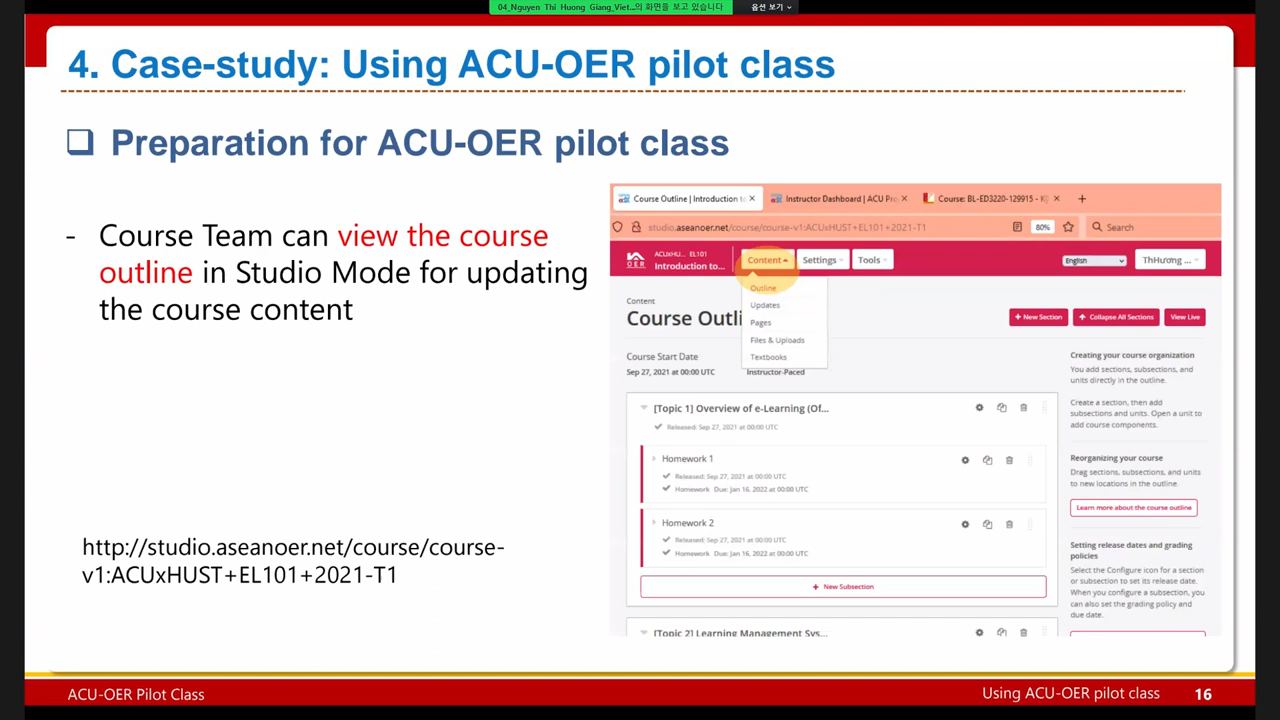 04_Nguyen Thi Huong Giang_Viet...의 화면을 보고 있습니다 옵션 보기
4. Case-study: Using ACU-OER pilot class
Preparation for ACU-OER pilot class
- Course Team can view the course
outline in Studio Mode for updating
the course content
http://studio.aseanoer.net/course/course-
v1:ACUxHUST+EL101+2021-T1
Course Outline | Introduction to
Instructor Dashboard | ACU Pro
Course: BL-ED3220-129915 -
studio.aseanoer.net/course/course-v1:ACUxHUST+EL101+2021-T1
80%
Search
OER
ACUxHU... EL101
Introduction to...
Content
Settings
Tools
English
ThHương ...
Outline
Updates
Pages
Files & Uploads
Textbooks
Content
Course Outli
+ New Section
Collapse All Sections
View Live
Course Start Date
Sep 27, 2021 at 00:00 UTC
Instructor-Paced
[Topic 1] Overview of e-Learning (Of...
Released: Sep 27, 2021 at 00:00 UTC
Homework 1
Released: Sep 27, 2021 at 00:00 UTC
Homework Due: Jan 16, 2022 at 00:00 UTC
Homework 2
Released: Sep 27, 2021 at 00:00 UTC
Homework Due: Jan 16, 2022 at 00:00 UTC
+ New Subsection
[Topic 2] Learning Management Sys...
Creating your course organization
You add sections, subsections, and
units directly in the outline.
Create a section, then add
subsections and units. Open a unit to
add course components.
Reorganizing your course
Drag sections, subsections, and units
to new locations in the outline.
Learn more about the course outline
Setting release dates and grading
policies
Select the Configure icon for a section
or subsection to set its release date.
When you configure a subsection, you
can also set the grading policy and
due date.
ACU-OER Pilot Class
Using ACU-OER pilot class 16